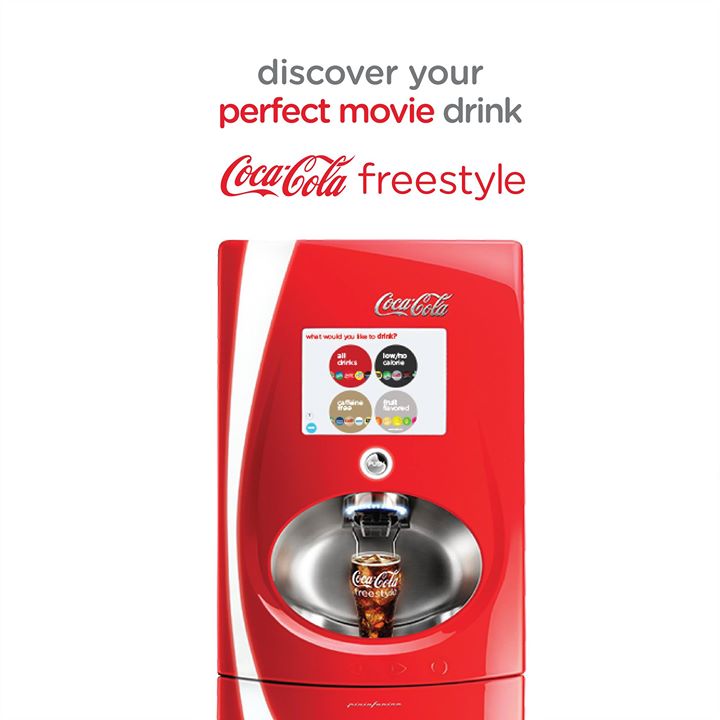 discover your
perfect movie drink
Coca-Cola freestyle
Coca-Cola
what would you like to drink?
all
drinks
low/no
calorie
caffeine
free
fruit
flavored
PUSH
Coca-Cola
freestyle
pininfarina